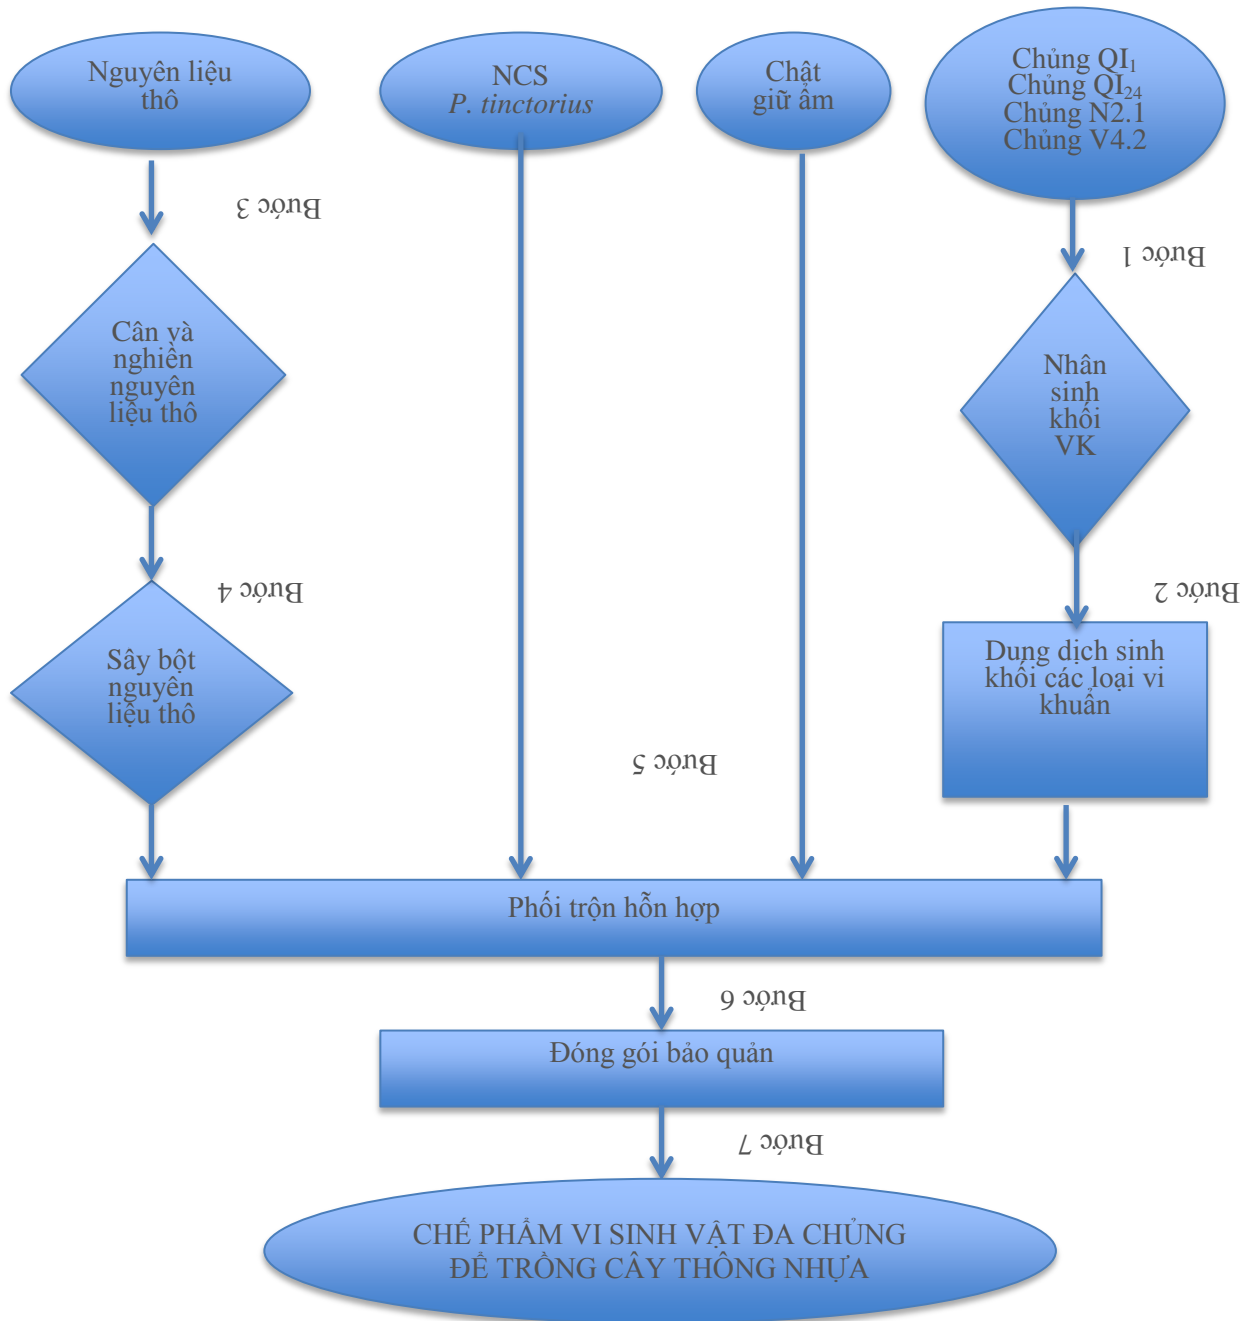 Nguyên liệu
thô
NCS
P. tinctorius
Chật
giữ ẩm
Chủng QI₁
Chủng QI₂₄
Chủng N2.1
Chủng V4.2
Bước 3
Bước 1
Cân và
nghiền
nguyên
liệu thô
Nhân
sinh
khối
VK
Bước 4
Bước 2
Sấy bột
nguyên
liệu thô
Dung dịch sinh
khối các loại vi
khuẩn
Bước 5
Phối trộn hỗn hợp
Bước 6
Đóng gói bảo quản
Bước 7
CHẾ PHẨM VI SINH VẬT ĐA CHỦNG
ĐỂ TRỒNG CÂY THÔNG NHỰA